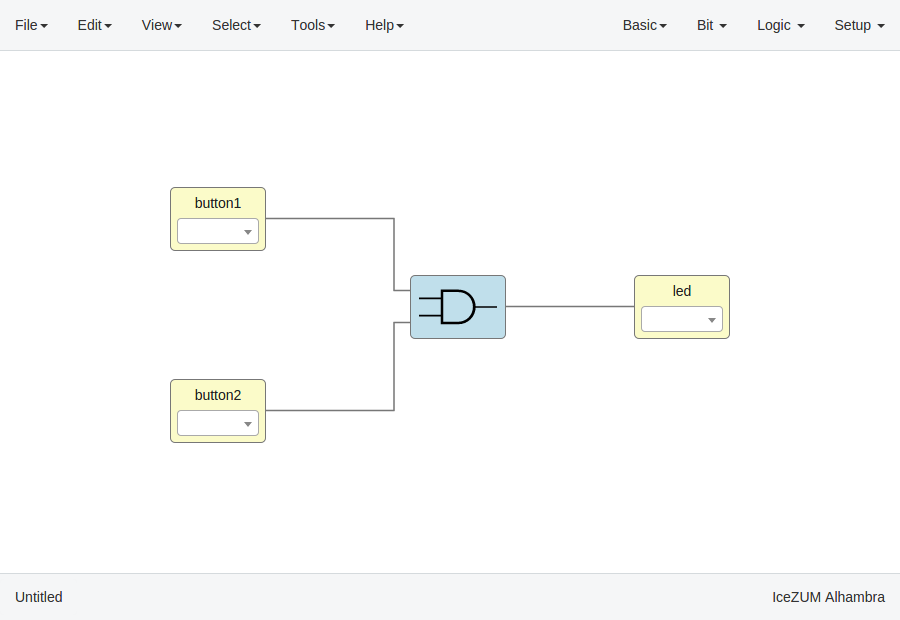 File Edit View Select Tools Help Basic Bit Logic Setup
button1
led
button2
Untitled IceZUM Alhambra